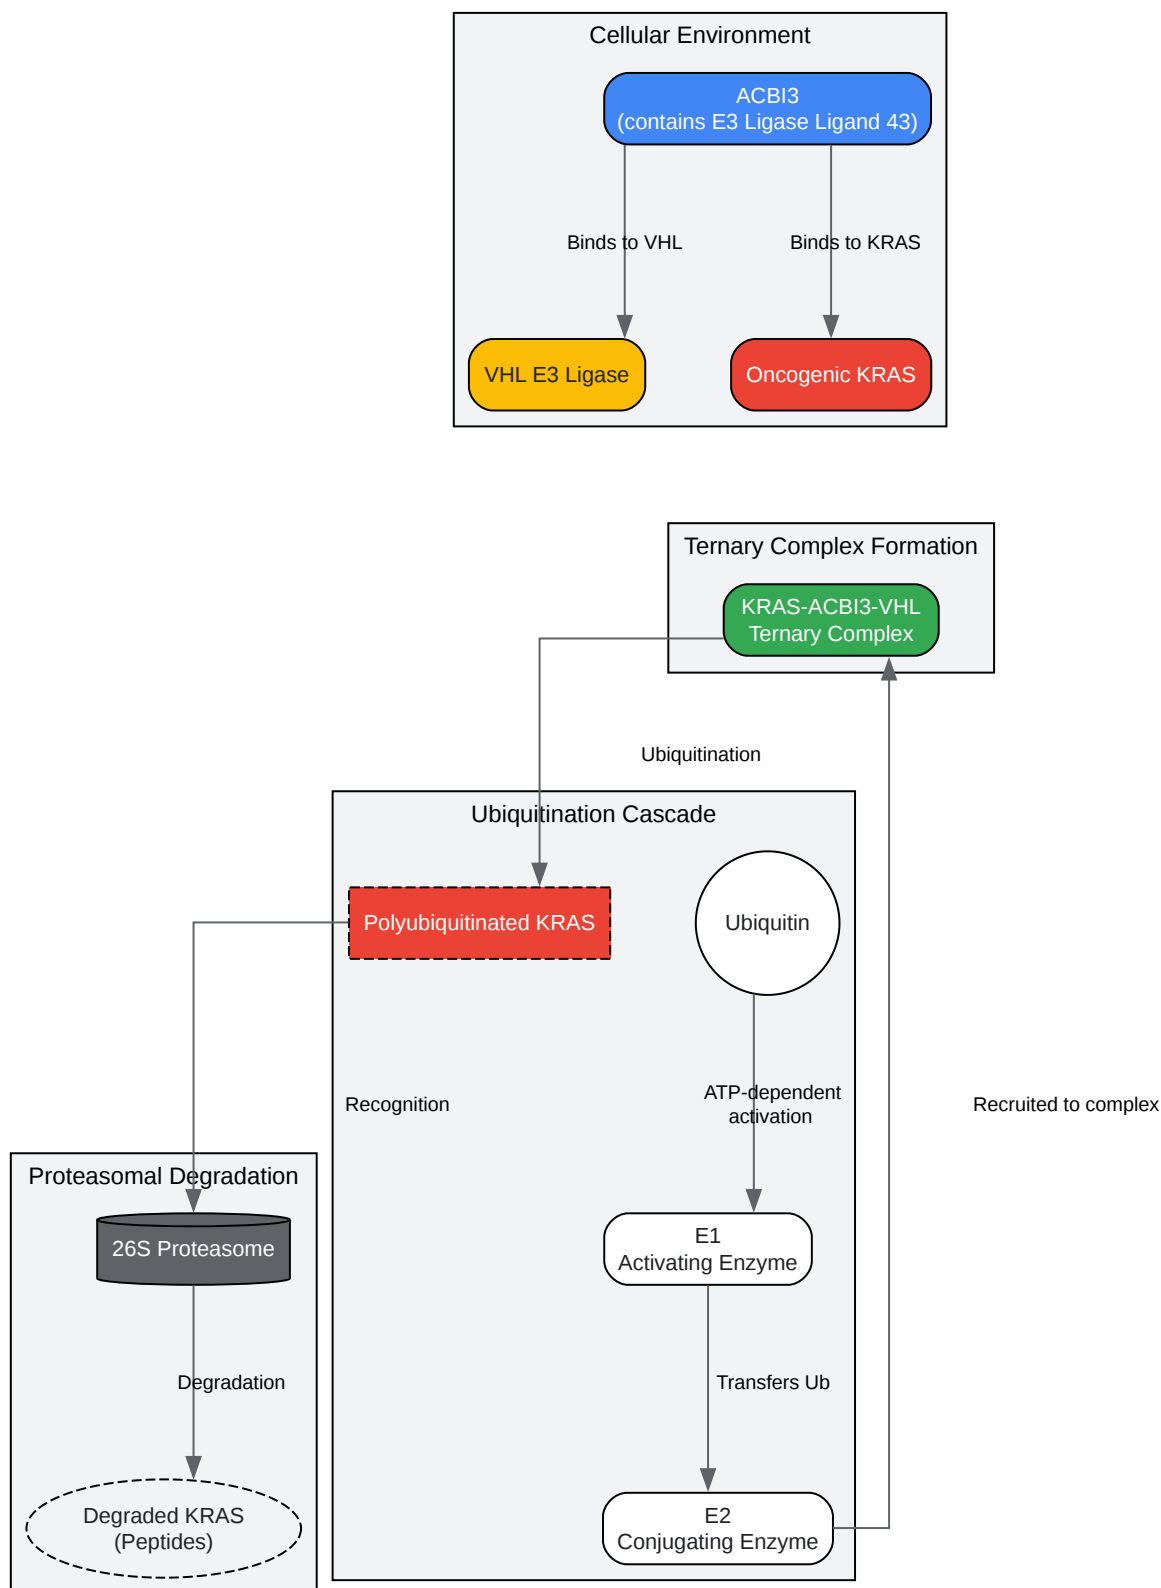 Cellular Environment
ACBI3
(contains E3 Ligase Ligand 43)
Binds to VHL
Binds to KRAS
VHL E3 Ligase
Oncogenic KRAS
Ternary Complex Formation
KRAS-ACBI3-VHL
Ternary Complex
Ubiquitination
Ubiquitination Cascade
Polyubiquitinated KRAS
Ubiquitin
Recognition
ATP-dependent
activation
Recruited to complex
Proteasomal Degradation
26S Proteasome
E1
Activating Enzyme
Degradation
Transfers Ub
Degraded KRAS
(Peptides)
E2
Conjugating Enzyme